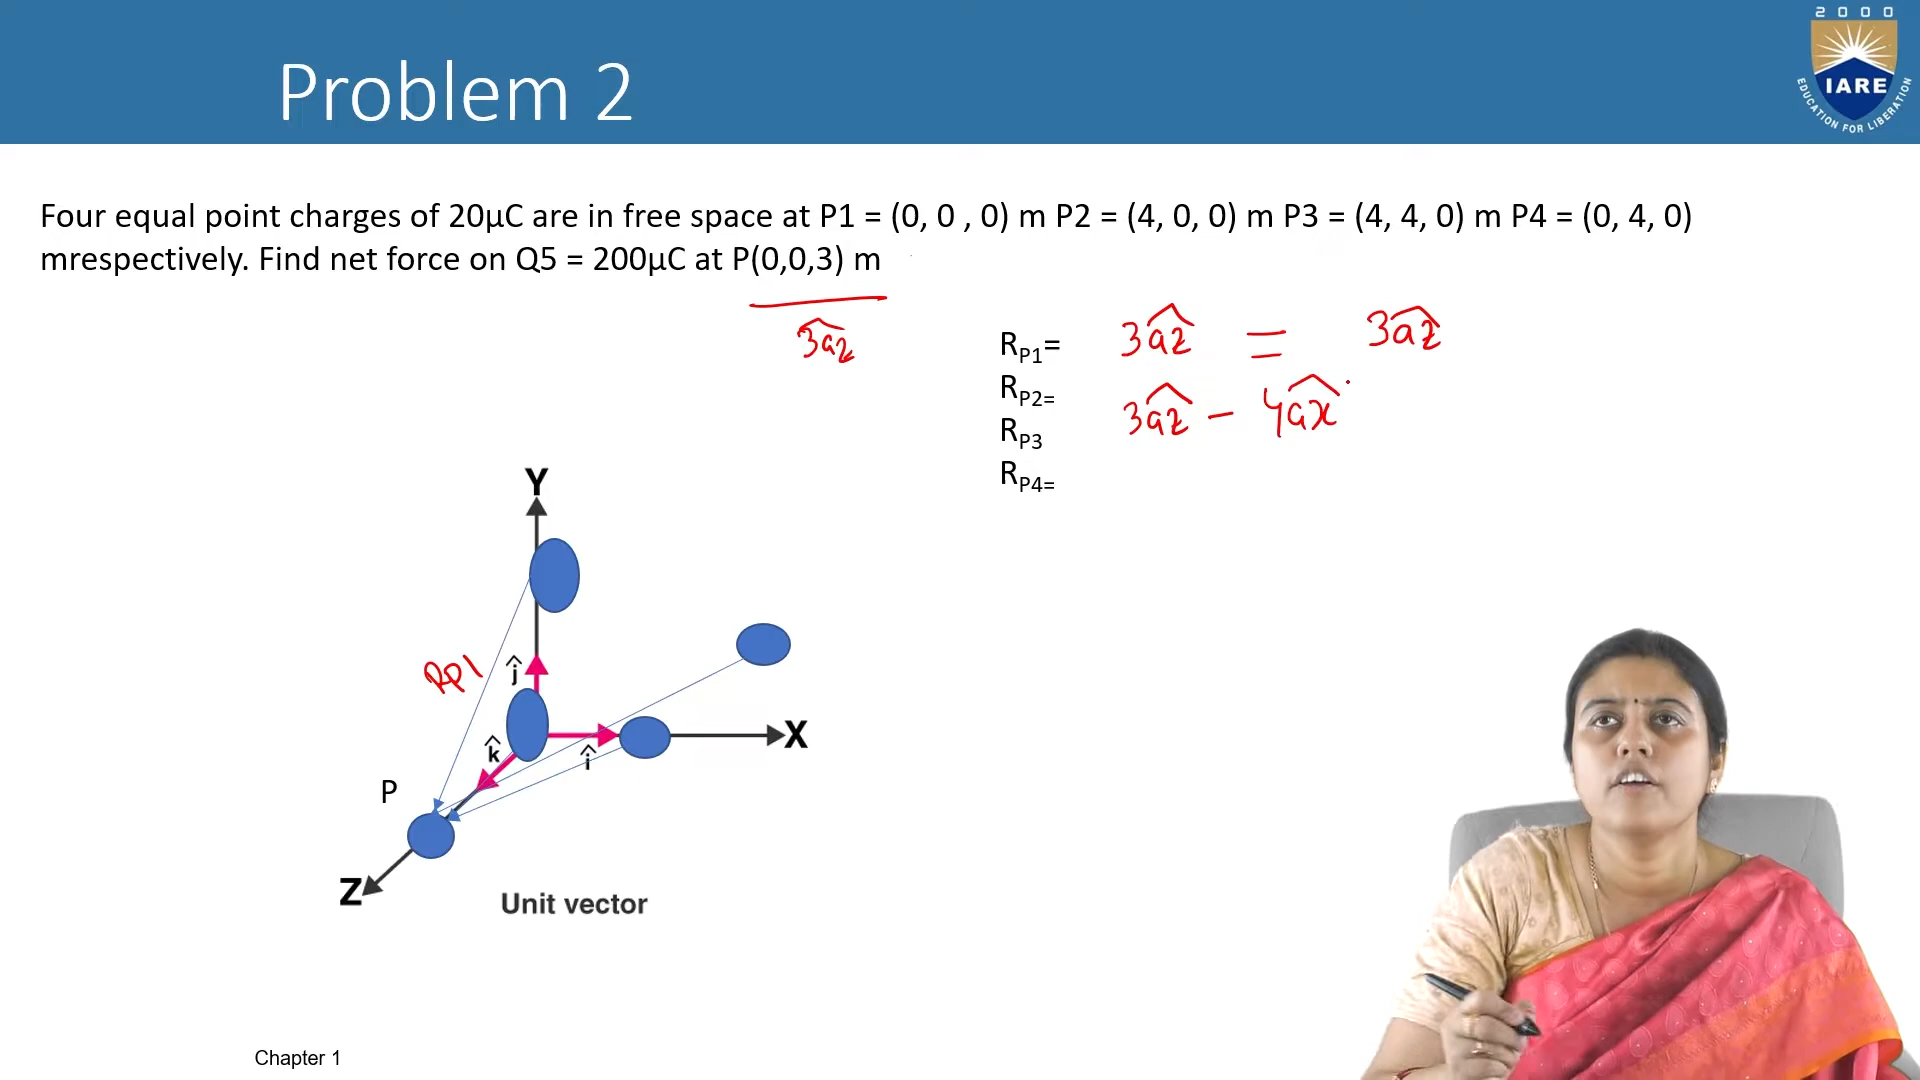 2000
IARE
EDUCATION FOR LIBERATION
Problem 2
Four equal point charges of 20μC are in free space at P1 = (0, 0 , 0) m P2 = (4, 0, 0) m P3 = (4, 4, 0) m P4 = (0, 4, 0)
mrespectively. Find net force on Q5 = 200μC at P(0,0,3) m
3az
RP1= 3az = 3az
RP2= 3az - 4ax
RP3
RP4=
Y
Rp1
ĵ
X
k̂
î
P
Z
Unit vector
Chapter 1